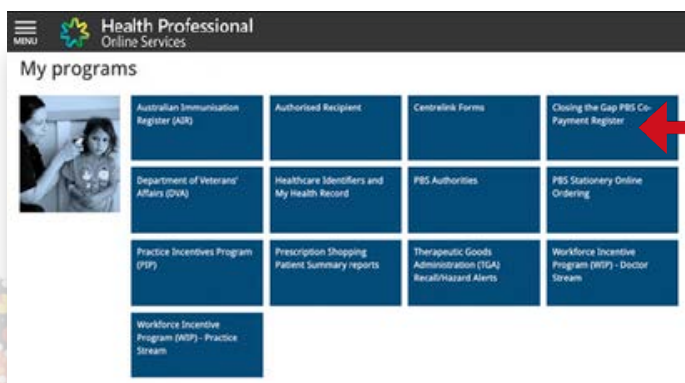 MENU
Health Professional
Online Services
My programs
Australian Immunisation
Register (AIR)
Authorised Recipient
Centrelink Forms
Closing the Gap PBS Co-
Payment Register
Department of Veterans'
Affairs (DVA)
Healthcare Identifiers and
My Health Record
PBS Authorities
PBS Stationery Online
Ordering
Practice Incentives Program
(PIP)
Prescription Shopping
Patient Summary reports
Therapeutic Goods
Administration (TGA)
Recall/Hazard Alerts
Workforce Incentive
Program (WIP) - Doctor
Stream
Workforce Incentive
Program (WIP) - Practice
Stream